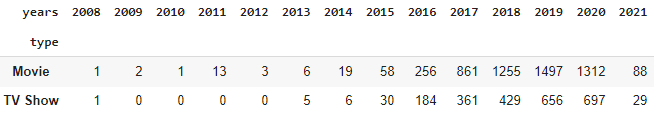 years 2008 2009 2010 2011 2012 2013 2014 2015 2016 2017 2018 2019 2020 2021
type
Movie 1 2 1 13 3 6 19 58 256 861 1255 1497 1312 88
TV Show 1 0 0 0 0 5 6 30 184 361 429 656 697 29